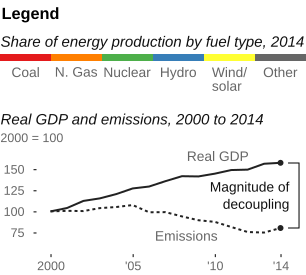 Legend
Share of energy production by fuel type, 2014
Coal N. Gas Nuclear Hydro Wind/ Other
solar
Real GDP and emissions, 2000 to 2014
2000 = 100
Real GDP
150
Magnitude of
125
decoupling
100
75
Emissions
2000 '05 '10 '14